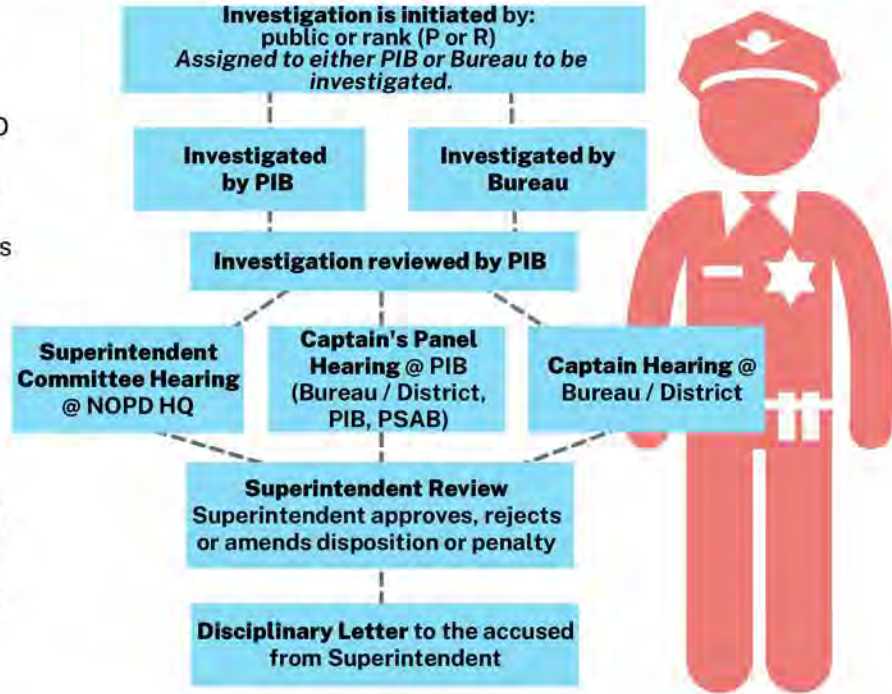 Investigation is initiated by:
public or rank (P or R)
Assigned to either PIB or Bureau to be
investigated.
Investigated
by PIB
Investigated by
Bureau
Investigation reviewed by PIB
Superintendent
Committee Hearing
@ NOPD HQ
Captain's Panel
Hearing @ PIB
(Bureau / District,
PIB, PSAB)
Captain Hearing @
Bureau / District
Superintendent Review
Superintendent approves, rejects
or amends disposition or penalty
Disciplinary Letter to the accused
from Superintendent